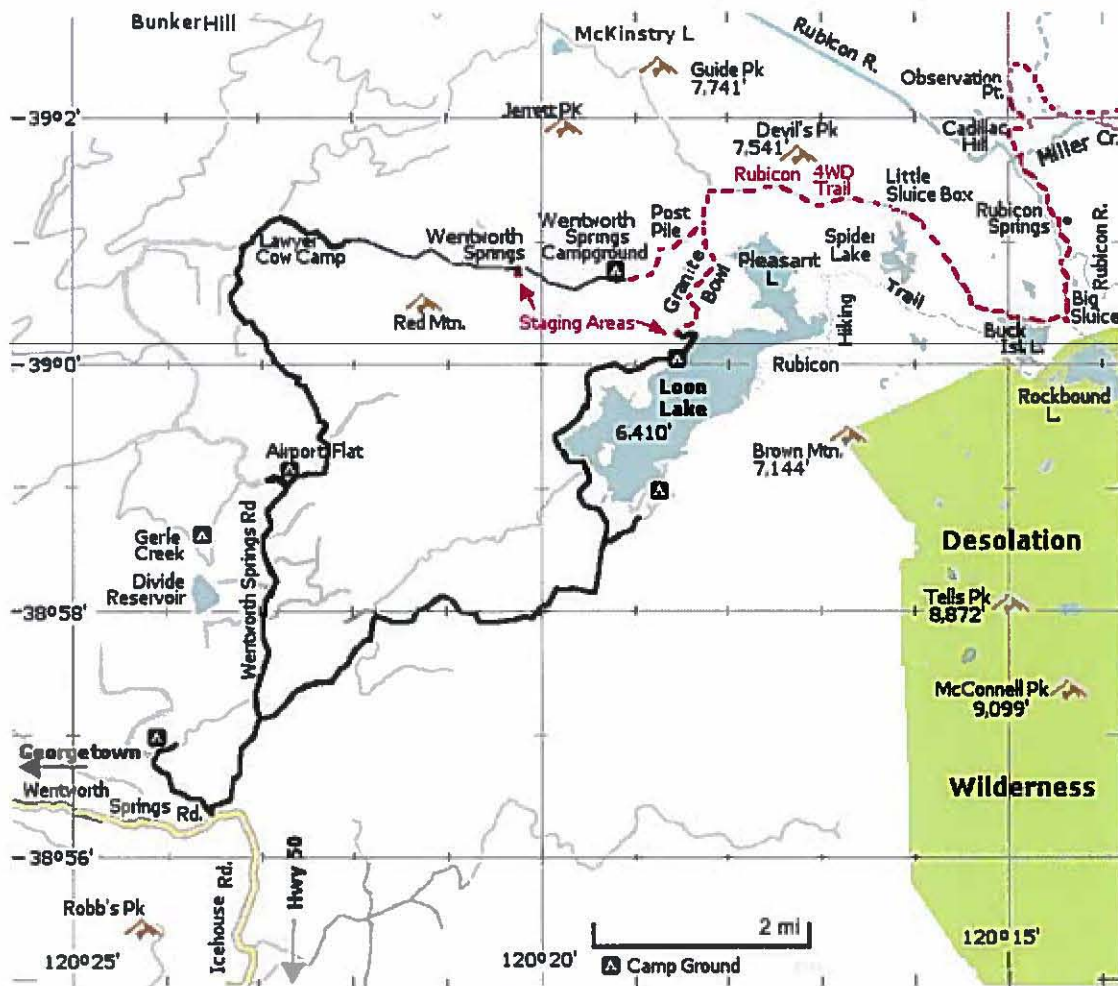 Bunker Hill
McKinstry L
Rubicon R.
Guide Pk
7,741'
Observation
Pt.
39°2'
Jerrett PK
Devil's Pk
7,541'
Cadillac
Hill
Miller Cr.
Rubicon 4WD
Trail
Little
Sluice Box
Rubicon
Springs
Rubicon R.
Lawyer
Cow Camp
Wentworth
Springs
Wentworth
Springs
Campground
Post
Pile
Granite
Bowl
Pleasant
L
Spider
Lake
Trail
Big
Sluice
Red Mtn.
Staging Areas
Hiking
Buck
Isl. L.
39°0'
Rubicon
Loon
Lake
6.410'
Rockbound
L
Airport Flat
Brown Mtn.
7,144'
Gerle
Creek
Wentworth Springs Rd
Desolation
Divide
Reservoir
38°58'
Tells Pk
8,872'
McConnell Pk
9,099'
Georgetown
Wentworth
Springs Rd.
Wilderness
38°56'
Icehouse Rd.
Hwy 50
Robb's Pk
2 mi
120°25'
120°20'
120°15'
Camp Ground